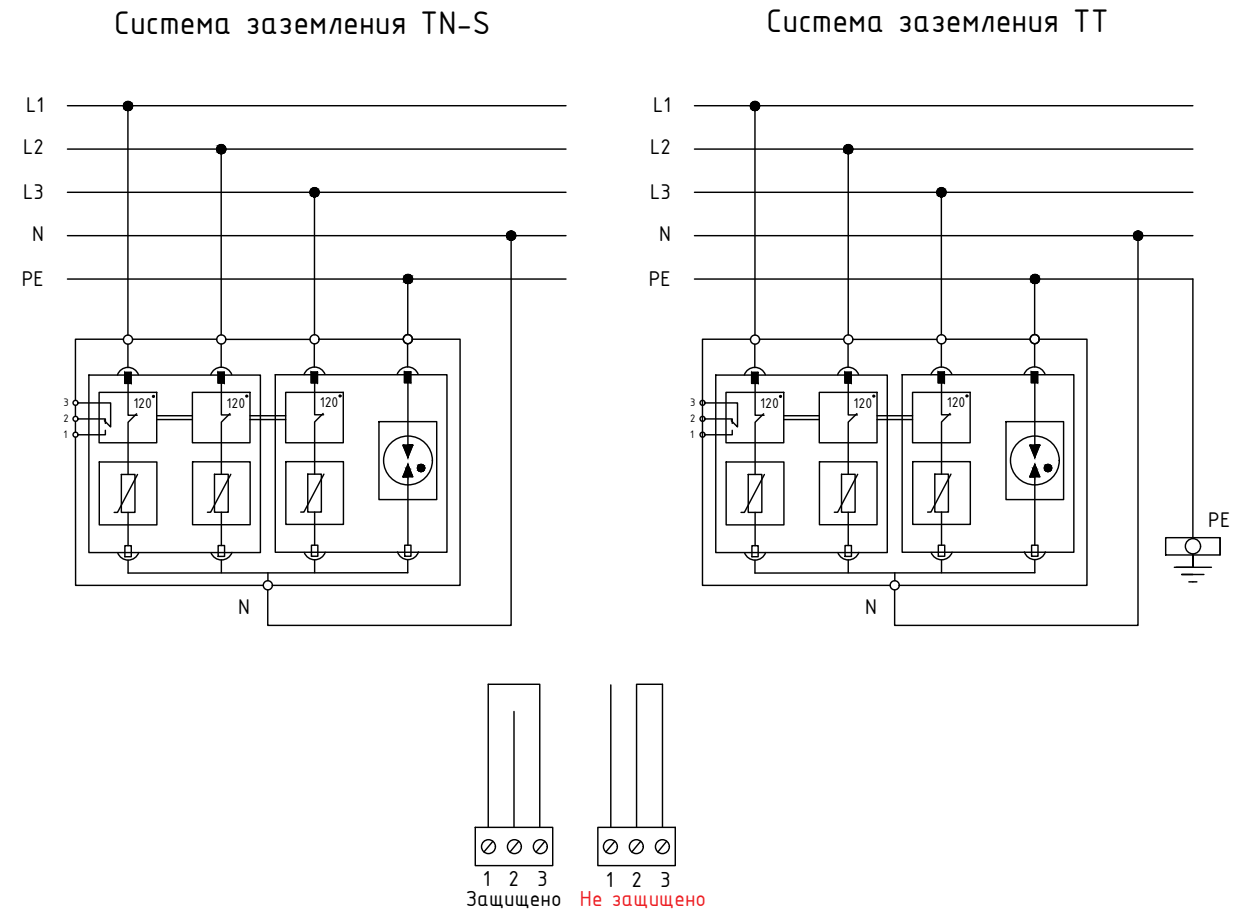 Система заземления TN-S
L1
L2
L3
N
PE
3
2
1
120°
120°
120°
N
Система заземления TT
L1
L2
L3
N
PE
3
2
1
120°
120°
120°
PE
N
1 2 3
Защищено
1 2 3
Не защищено